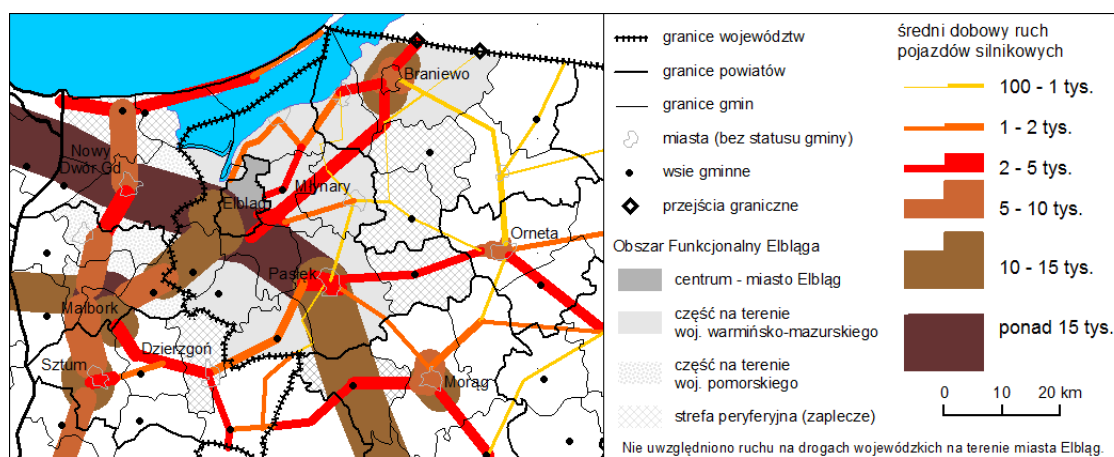 Braniewo
Nowy
Dwór Gd
Młynary
Elbląg
Orneta
Pasłęk
Malbork
Dzierzgoń
Sztum
Morąg
granice województw
granice powiatów
granice gmin
miasta (bez statusu gminy)
wsie gminne
przejścia graniczne
Obszar Funkcjonalny Elbląga
centrum - miasto Elbląg
część na terenie
woj. warmińsko-mazurskiego
część na terenie
woj. pomorskiego
strefa peryferyjna (zaplecze)
średni dobowy ruch
pojazdów silnikowych
100 - 1 tys.
1 - 2 tys.
2 - 5 tys.
5 - 10 tys.
10 - 15 tys.
ponad 15 tys.
0 10 20 km
Nie uwzględniono ruchu na drogach wojewódzkich na terenie miasta Elbląg.